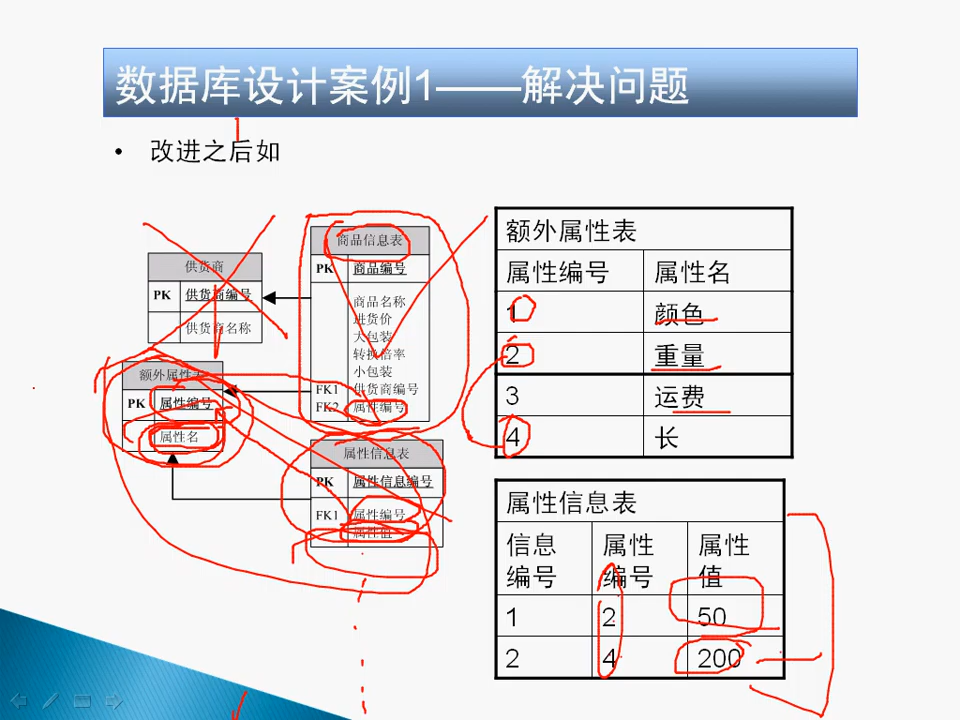 数据库设计案例1——解决问题
• 改进之后如
供货商
PK 供货商编号
供货商名称
商品信息表
PK 商品编号
商品名称
进货价
大包装
转换倍率
小包装
FK1 供货商编号
FK2 属性编号
额外属性表
PK 属性编号
属性名
属性信息表
PK 属性信息编号
FK1 属性编号
属性值
额外属性表
属性编号 属性名
1 颜色
2 重量
3 运费
4 长
属性信息表
信息编号 属性编号 属性值
1 2 50
2 4 200